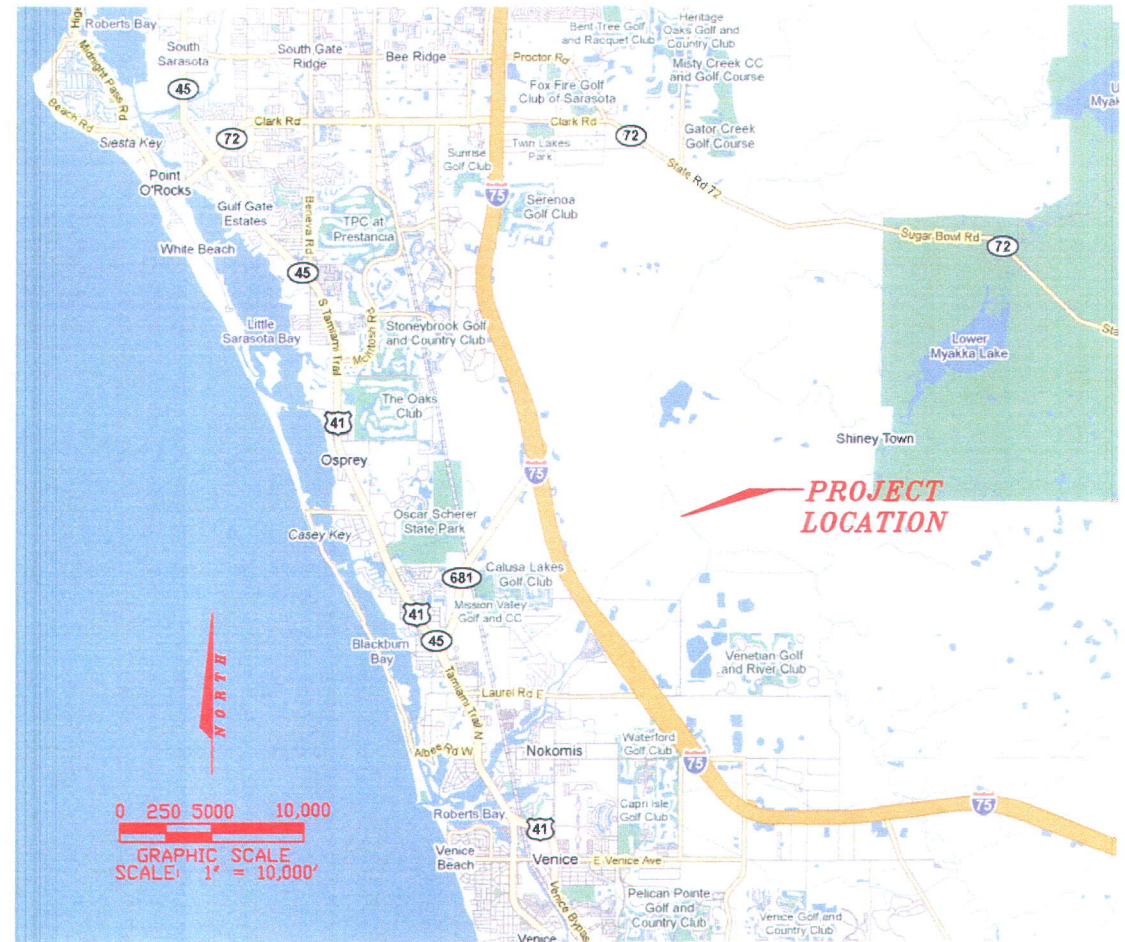 Roberts Bay
Midnight Pass Rd
South
Sarasota
South Gate
Ridge
Bee Ridge
Bent Tree Golf
and Racquet Club
Heritage
Oaks Golf and
Country Club
Proctor Rd
Misty Creek CC
and Golf Course
45
Fox Fire Golf
Club of Sarasota
Beach Rd
Siesta Key
72
Clark Rd
Clark Rd
72
Gator Creek
Golf Course
Twin Lakes
Park
Sunrise
Golf Club
State Rd 72
Point
O'Rocks
75
Serenoa
Golf Club
Gulf Gate
Estates
Beneva Rd
TPC at
Prestancia
White Beach
Sugar Bowl Rd
72
45
S Tamiami Trail
McIntosh Rd
Little
Sarasota Bay
Stoneybrook Golf
and Country Club
Lower
Myakka Lake
The Oaks
Club
41
Shiney Town
Osprey
75
PROJECT
LOCATION
Oscar Scherer
State Park
Casey Key
681
Calusa Lakes
Golf Club
Mission Valley
Golf and CC
41
45
Blackburn
Bay
NORTH
Venetian Golf
and River Club
Tamiami Trail N
Laurel Rd E
Albee Rd W
Nokomis
Waterford
Golf Club
75
0 250 5000 10,000
GRAPHIC SCALE
SCALE: 1" = 10,000'
Roberts Bay
Capri Isle
Golf Club
75
41
Venice
Beach
Venice
E Venice Ave
Venice Bypas
Pelican Pointe
Golf and
Country Club
Venice Golf and
Country Club
Venice